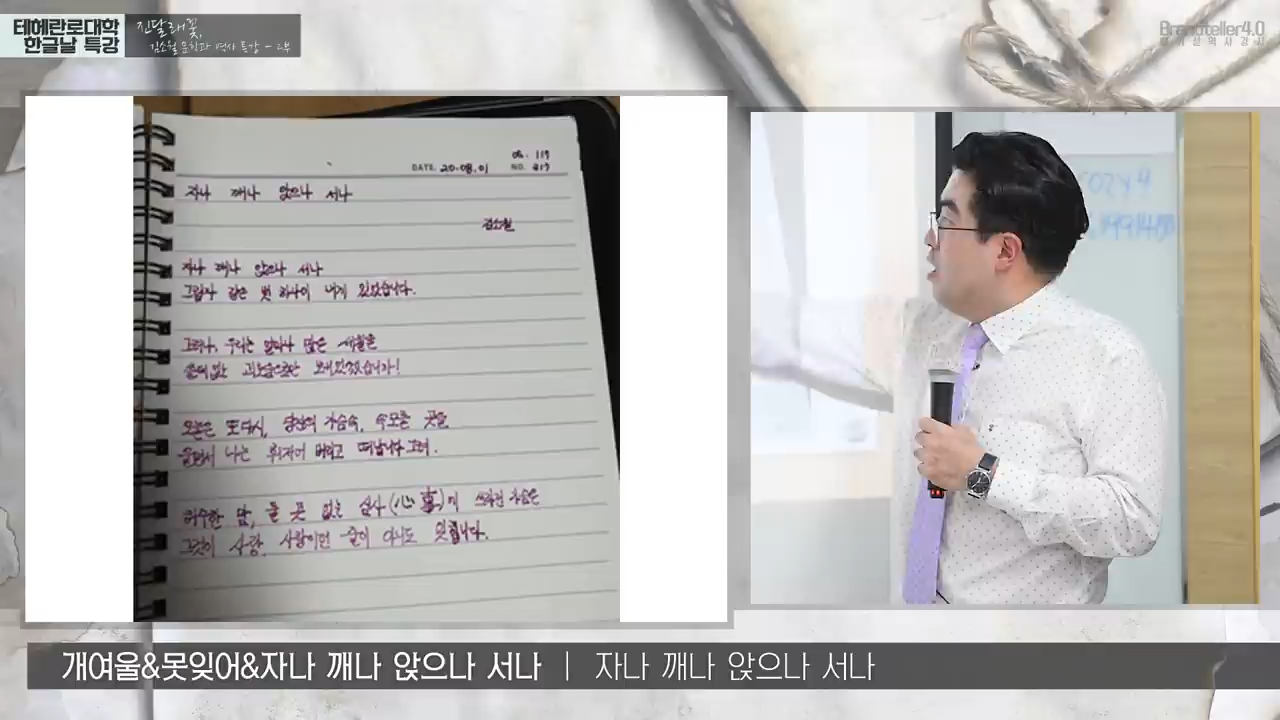 테헤란로대학
한글날 특강
진달래꽃,
김소월 문학과 역사 특강 - 2부
Brandteller4.0
DATE 20.08.01 NO. 217
06. 119
자나 깨나 앉으나 서나
김소월
자나 깨나 앉으나 서나
그림자 같은 벗 하나이 내게 있었습니다.
그러나, 우리는 얼마나 많은 세월을
쓸데없는 괴로움으로만 보내었겠습니까!
오늘은 또다시, 당신의 가슴속, 속모를 곳을
울면서 나는 휘저어 버리고 떠납니다그려.
허수한 맘, 둘 곳 없는 심사(心事)에 쓰라린 가슴은
그것이 사랑, 사랑이던 줄이 아니도 잊힙니다.
COZY4
개여울&못잊어&자나 깨나 앉으나 서나 | 자나 깨나 앉으나 서나